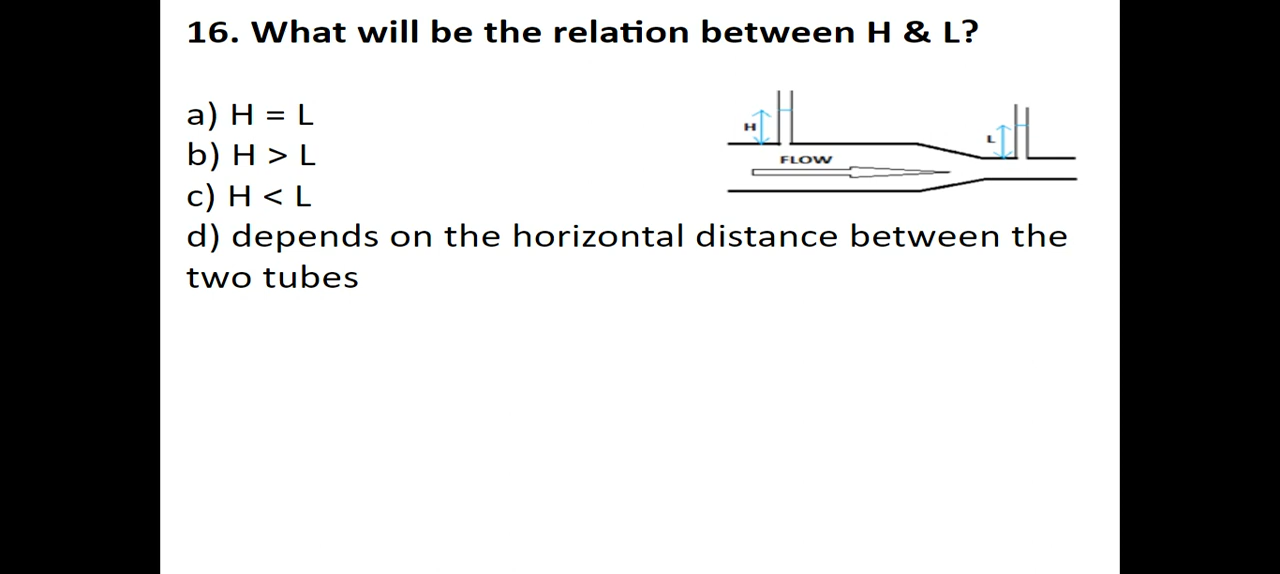 16. What will be the relation between H & L?
a) H = L
b) H > L
c) H < L
d) depends on the horizontal distance between the
two tubes
H
L
FLOW